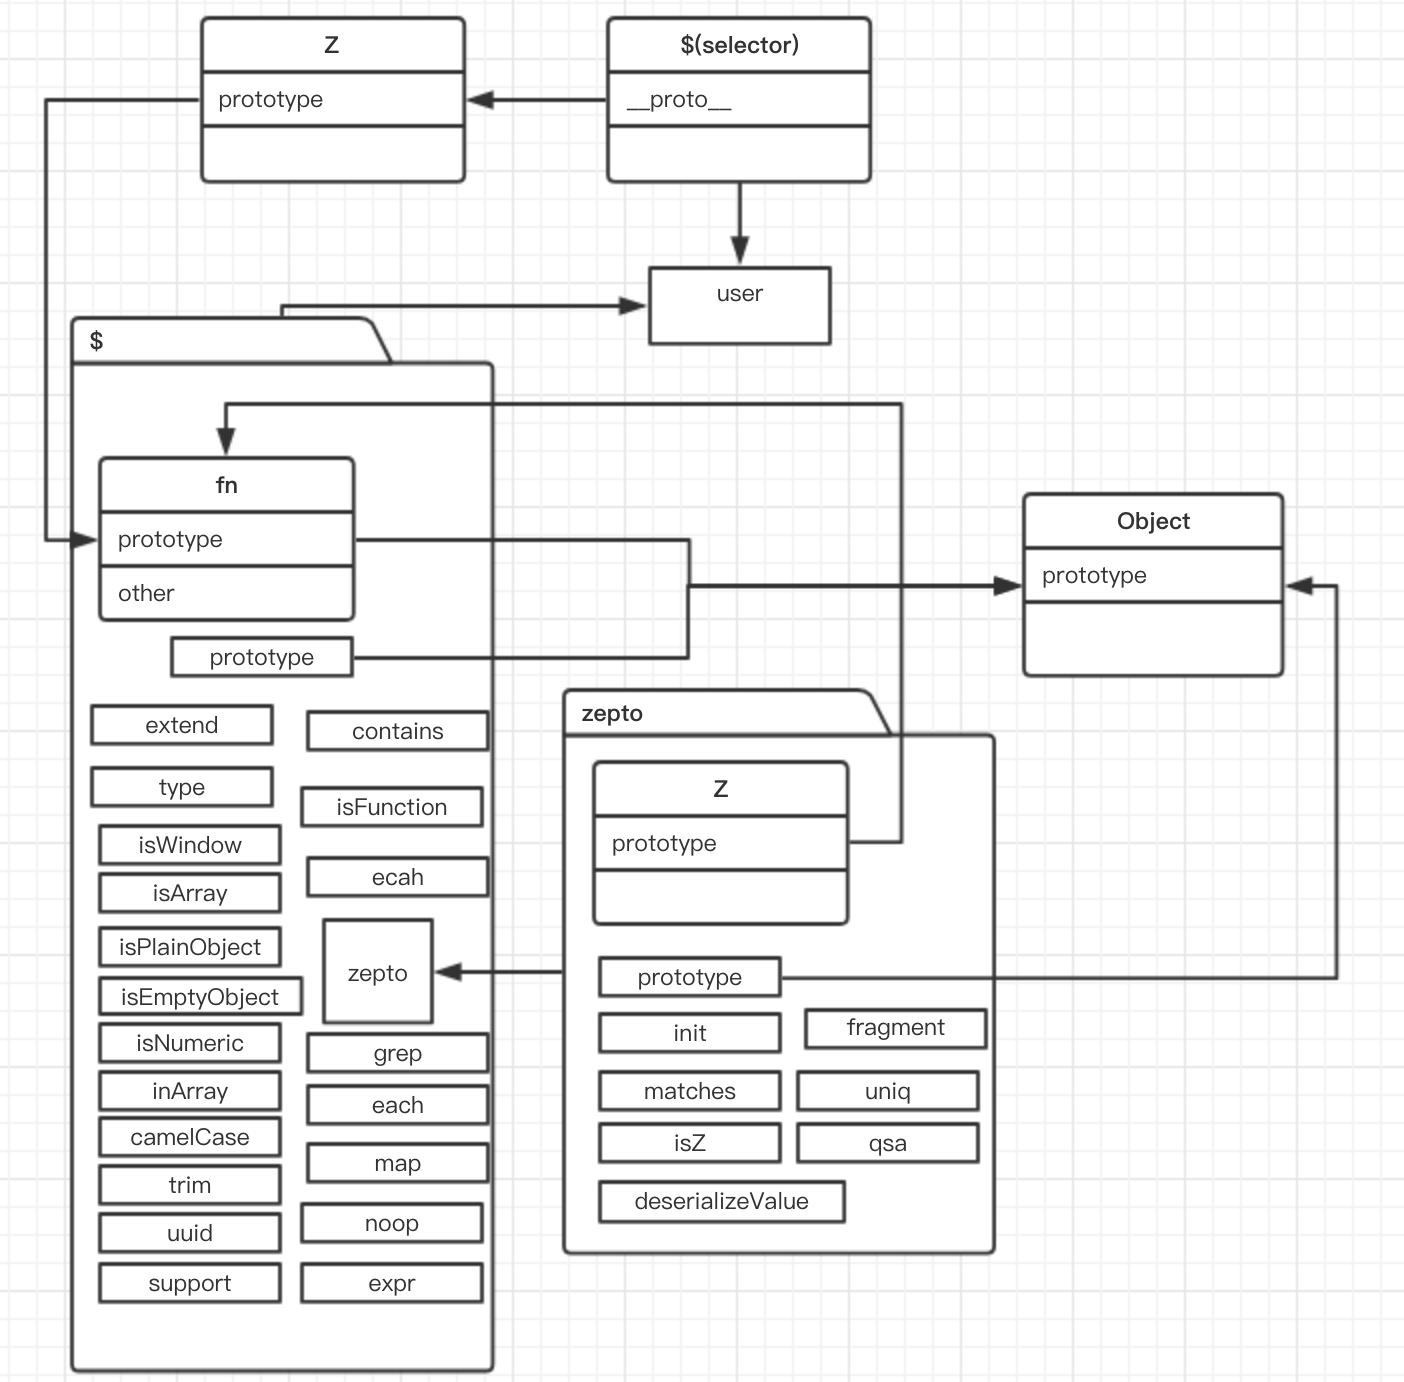 Z
prototype
$(selector)
__proto__
user
$
fn
prototype
other
prototype
extend
contains
type
isFunction
isWindow
ecah
isArray
isPlainObject
zepto
isEmptyObject
isNumeric
grep
inArray
each
camelCase
map
trim
noop
uuid
support
expr
Object
prototype
zepto
Z
prototype
prototype
init
fragment
matches
uniq
isZ
qsa
deserializeValue